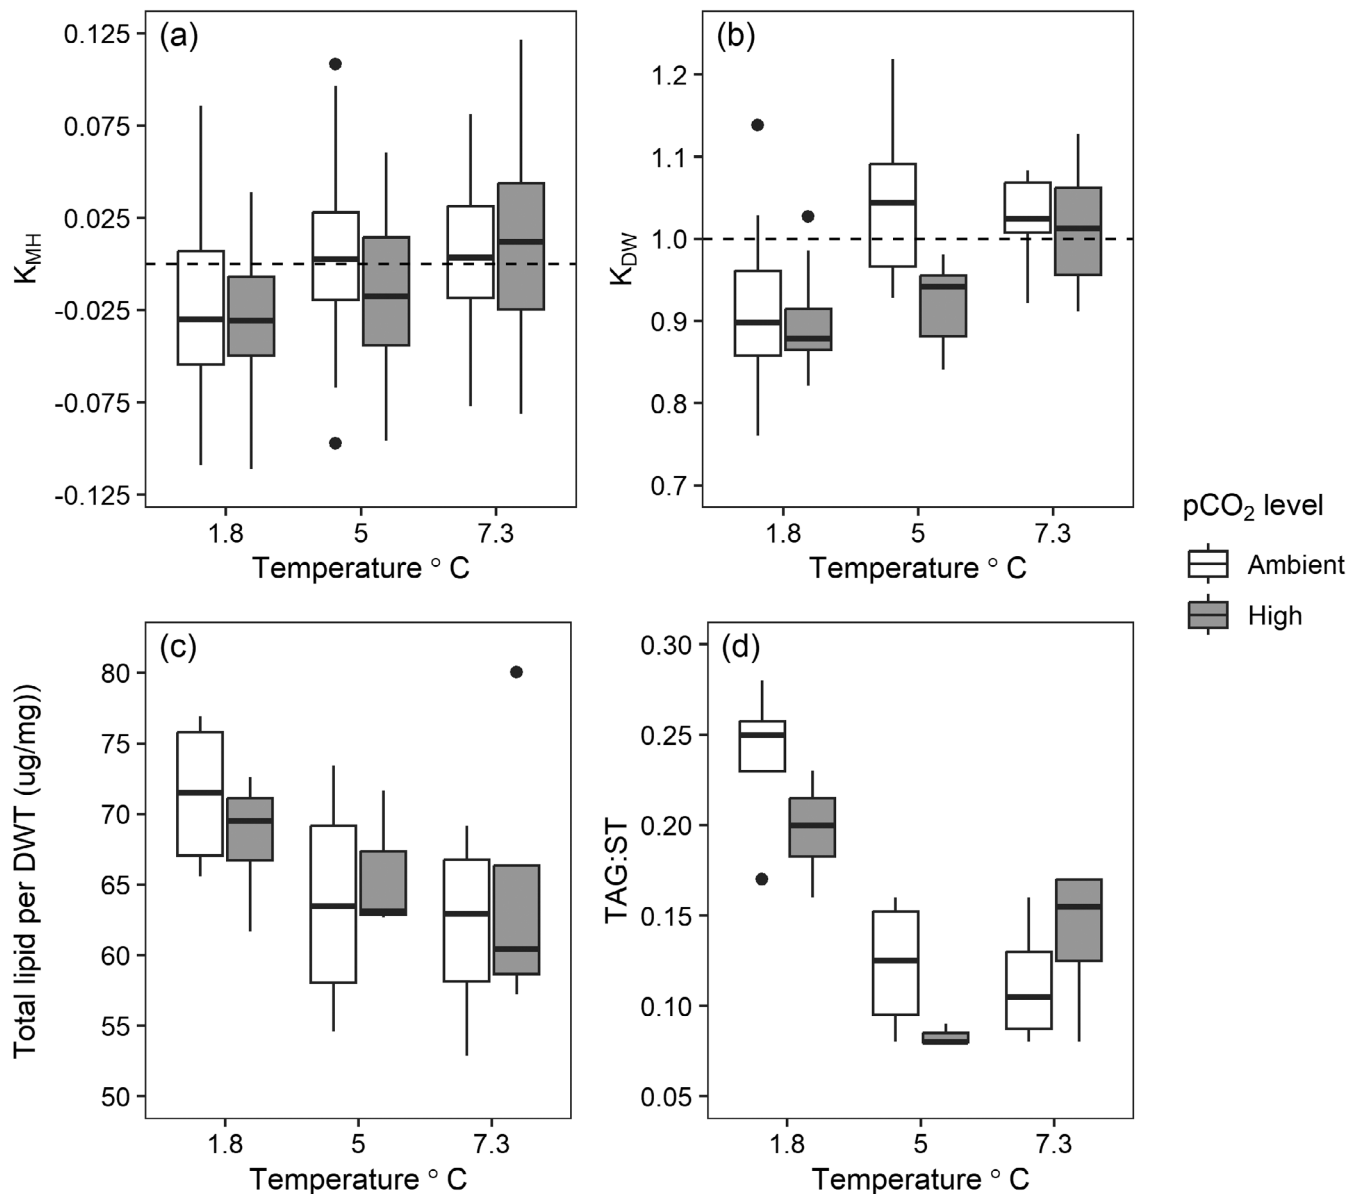 (a)
K_MH
0.125
0.075
0.025
-0.025
-0.075
-0.125
1.8 5 7.3
Temperature ° C
(b)
K_DW
1.2
1.1
1.0
0.9
0.8
0.7
1.8 5 7.3
Temperature ° C
pCO₂ level
Ambient
High
(c)
Total lipid per DWT (ug/mg))
80
75
70
65
60
55
50
1.8 5 7.3
Temperature ° C
(d)
TAG:ST
0.30
0.25
0.20
0.15
0.10
0.05
1.8 5 7.3
Temperature ° C